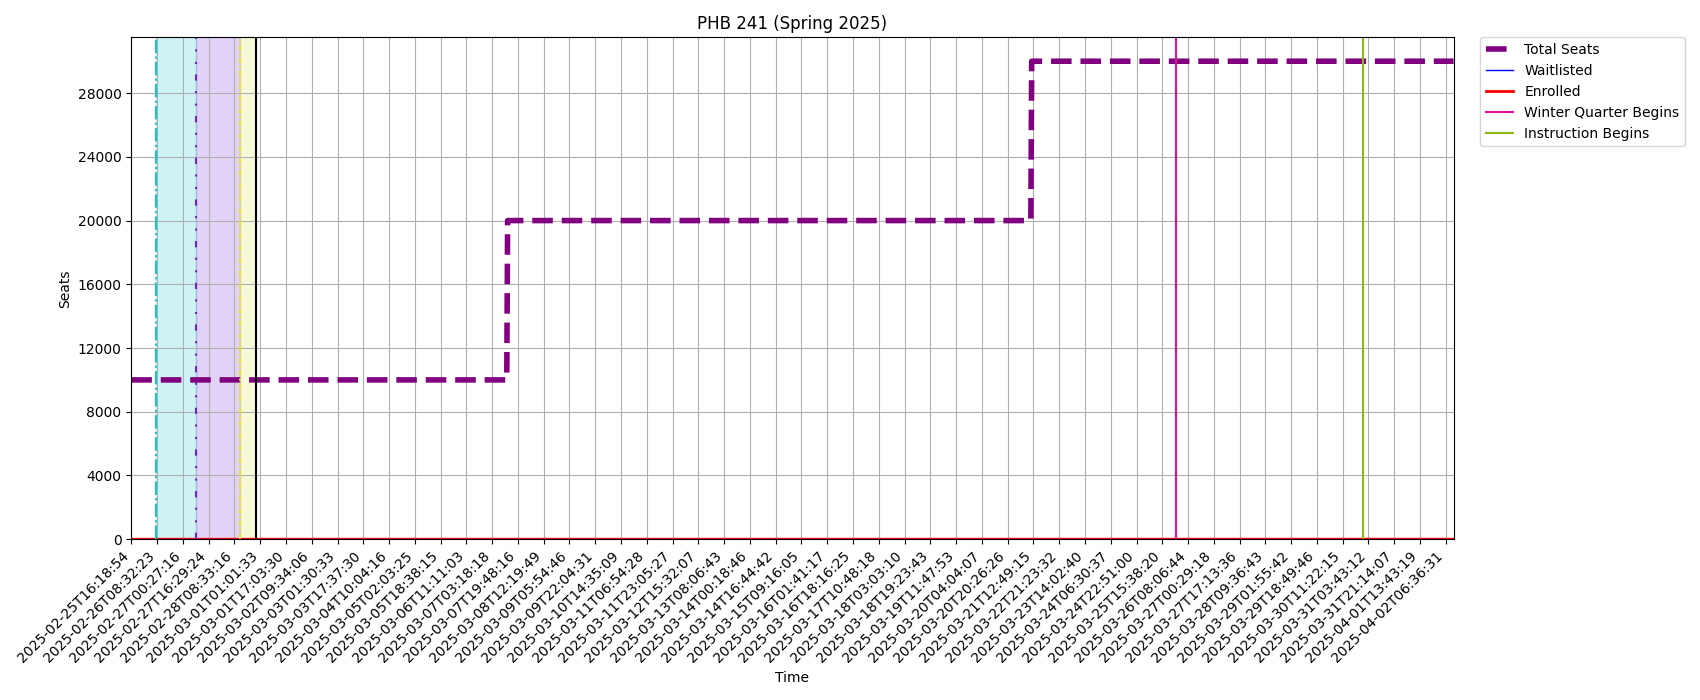 PHB 241 (Spring 2025)
Total Seats
Waitlisted
Enrolled
Winter Quarter Begins
Instruction Begins
Seats
28000
24000
20000
16000
12000
8000
4000
0
2025-02-25T16:18:54
2025-02-26T08:32:23
2025-02-27T00:27:16
2025-02-27T16:29:24
2025-02-28T08:33:16
2025-03-01T01:01:33
2025-03-01T17:03:30
2025-03-02T09:34:06
2025-03-03T01:30:33
2025-03-03T17:37:30
2025-03-04T10:04:16
2025-03-05T02:03:25
2025-03-05T18:38:15
2025-03-06T11:11:03
2025-03-07T03:18:18
2025-03-07T19:48:16
2025-03-08T12:19:49
2025-03-09T05:54:46
2025-03-09T22:04:31
2025-03-10T14:35:09
2025-03-11T06:54:28
2025-03-11T23:05:27
2025-03-12T15:32:07
2025-03-13T08:06:43
2025-03-14T00:18:46
2025-03-14T16:44:42
2025-03-15T09:16:05
2025-03-16T01:41:17
2025-03-16T18:16:25
2025-03-17T10:48:18
2025-03-18T03:03:10
2025-03-18T19:23:43
2025-03-19T11:47:53
2025-03-20T04:04:07
2025-03-20T20:26:26
2025-03-21T12:49:15
2025-03-22T21:23:32
2025-03-23T14:02:40
2025-03-24T06:30:37
2025-03-24T22:51:00
2025-03-25T15:38:20
2025-03-26T08:06:44
2025-03-27T00:29:18
2025-03-27T17:13:36
2025-03-28T09:36:43
2025-03-29T01:55:42
2025-03-29T18:49:46
2025-03-30T11:22:15
2025-03-31T03:43:12
2025-03-31T21:14:07
2025-04-01T13:43:19
2025-04-02T06:36:31
Time